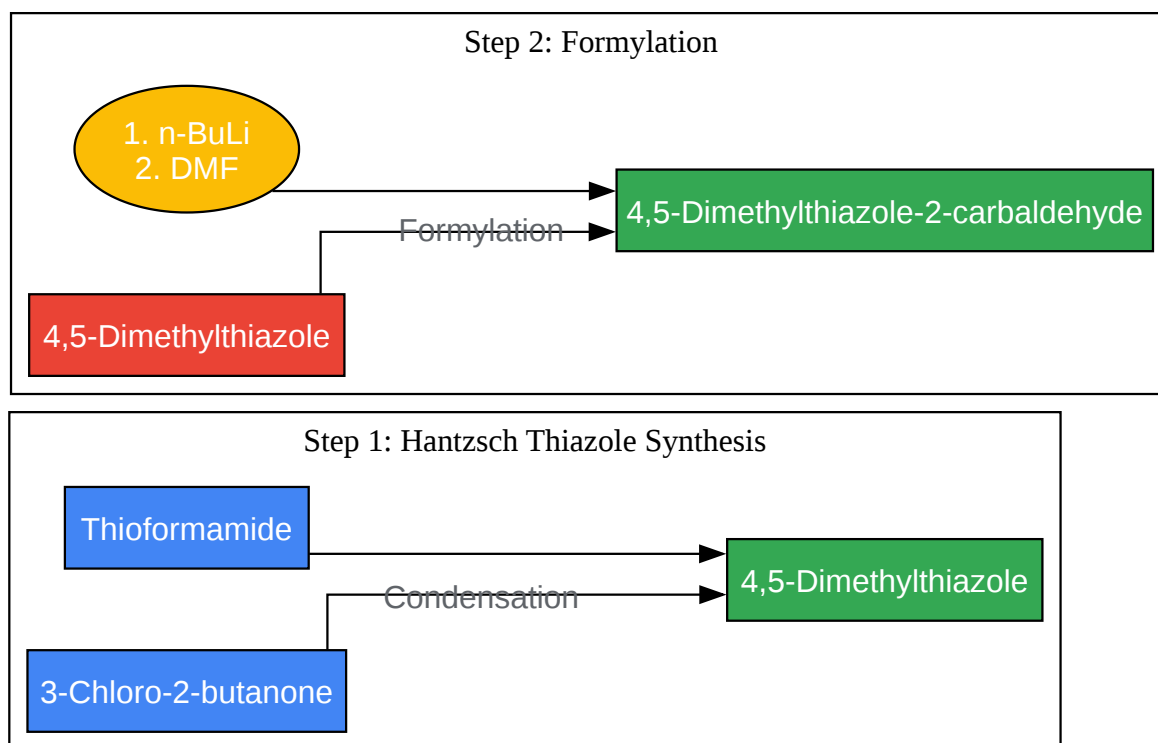 Step 2: Formylation
1. n-BuLi
2. DMF
4,5-Dimethylthiazole-2-carbaldehyde
Formylation
4,5-Dimethylthiazole
Step 1: Hantzsch Thiazole Synthesis
Thioformamide
4,5-Dimethylthiazole
Condensation
3-Chloro-2-butanone